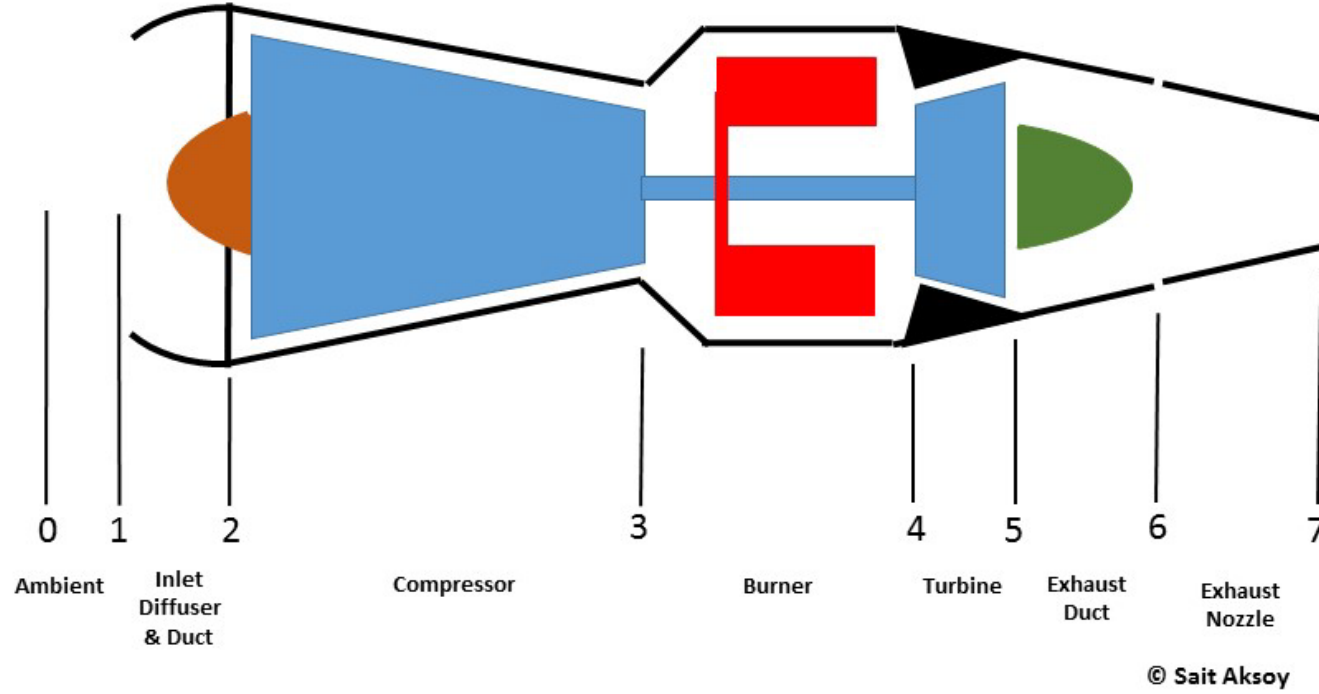 0 1 2 3 4 5 6 7
Ambient
Inlet
Diffuser
& Duct
Compressor
Burner
Turbine
Exhaust
Duct
Exhaust
Nozzle
© Sait Aksoy